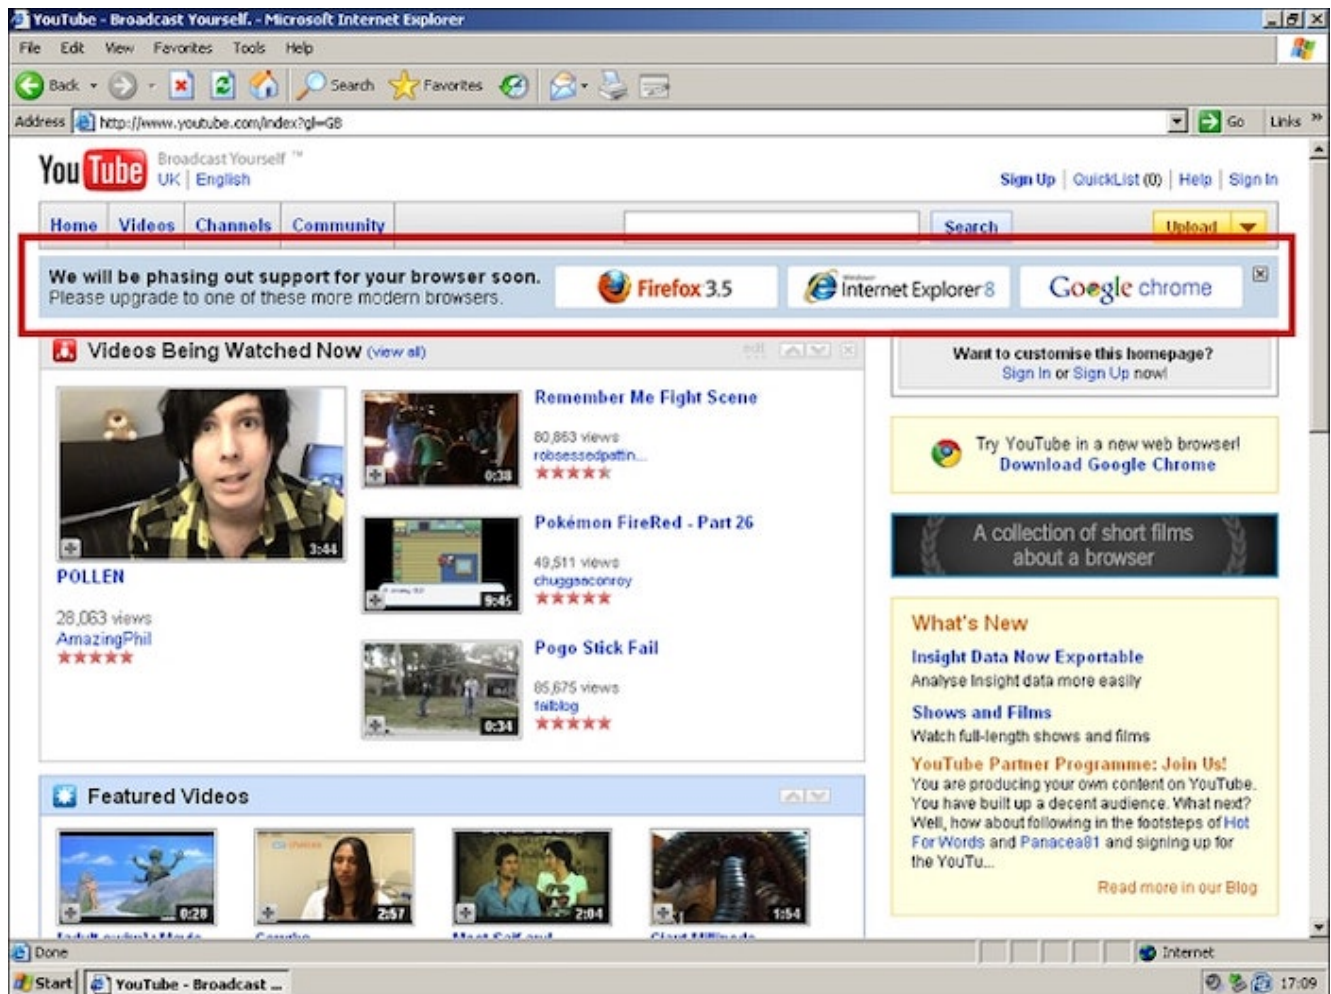 YouTube - Broadcast Yourself. - Microsoft Internet Explorer
File Edit View Favorites Tools Help
Back Search Favorites
Address http://www.youtube.com/index?gl=GB Go Links »
YouTube Broadcast Yourself ™
UK | English
Sign Up | QuickList (0) | Help | Sign In
Home Videos Channels Community Search Upload
We will be phasing out support for your browser soon.
Please upgrade to one of these more modern browsers.
Firefox 3.5
Windows
Internet Explorer 8
Google chrome
Videos Being Watched Now (view all) edit
Want to customise this homepage?
Sign In or Sign Up now!
3:44
POLLEN
28,063 views
AmazingPhil
0:38
Remember Me Fight Scene
80,863 views
robsessedpattin...
9:45
Pokémon FireRed - Part 26
49,511 views
chuggaaconroy
0:34
Pogo Stick Fail
85,675 views
failblog
Try YouTube in a new web browser!
Download Google Chrome
A collection of short films
about a browser
What's New
Insight Data Now Exportable
Analyse Insight data more easily
Shows and Films
Watch full-length shows and films
YouTube Partner Programme: Join Us!
You are producing your own content on YouTube.
You have built up a decent audience. What next?
Well, how about following in the footsteps of Hot
For Words and Panacea81 and signing up for
the YouTu...
Read more in our Blog
Featured Videos
0:28 2:57 2:04 1:54
Done Internet
Start YouTube - Broadcast ... 17:09